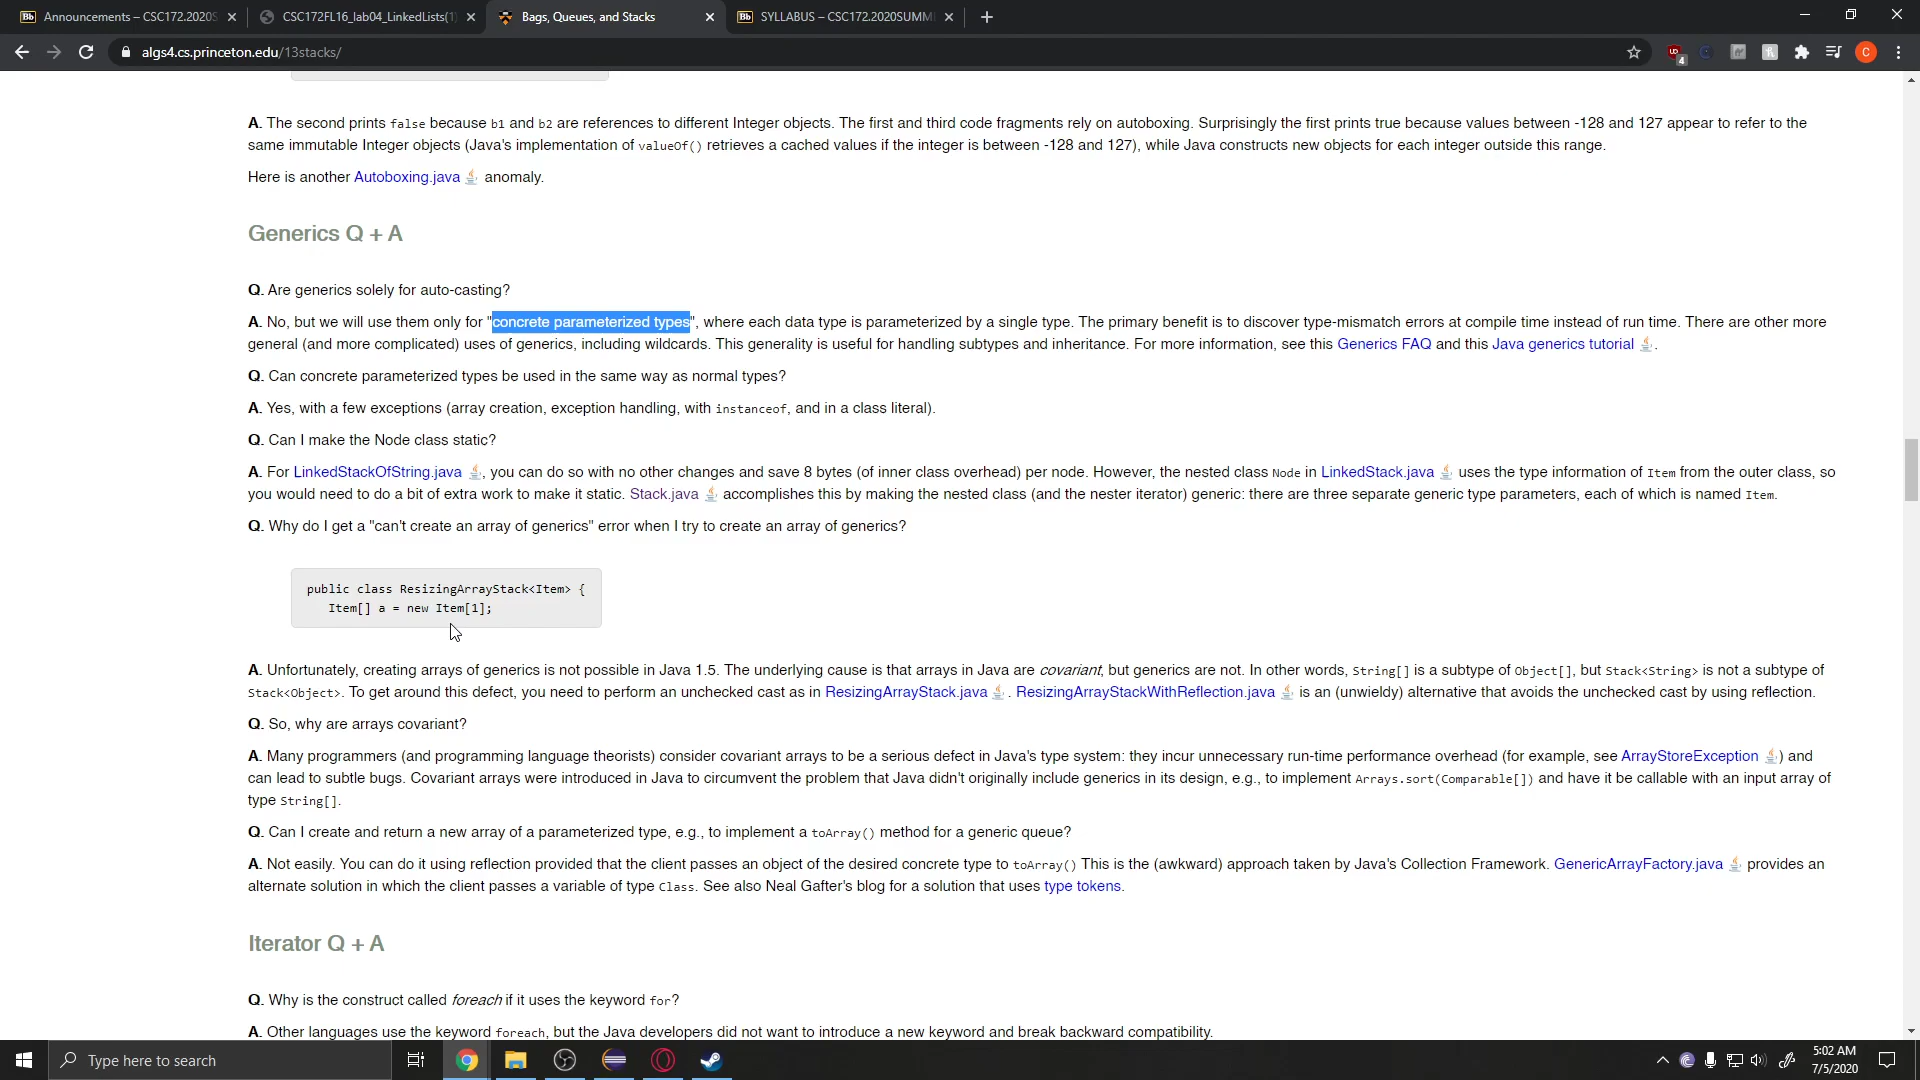 Announcements – CSC172.2020S
CSC172FL16_lab04_LinkedLists(1)
Bags, Queues, and Stacks
SYLLABUS – CSC172.2020SUMM
algs4.cs.princeton.edu/13stacks/
A. The second prints false because b1 and b2 are references to different Integer objects. The first and third code fragments rely on autoboxing. Surprisingly the first prints true because values between -128 and 127 appear to refer to the
same immutable Integer objects (Java's implementation of valueOf() retrieves a cached values if the integer is between -128 and 127), while Java constructs new objects for each integer outside this range.
Here is another Autoboxing.java anomaly.
Generics Q + A
Q. Are generics solely for auto-casting?
A. No, but we will use them only for "concrete parameterized types", where each data type is parameterized by a single type. The primary benefit is to discover type-mismatch errors at compile time instead of run time. There are other more
general (and more complicated) uses of generics, including wildcards. This generality is useful for handling subtypes and inheritance. For more information, see this Generics FAQ and this Java generics tutorial .
Q. Can concrete parameterized types be used in the same way as normal types?
A. Yes, with a few exceptions (array creation, exception handling, with instanceof, and in a class literal).
Q. Can I make the Node class static?
A. For LinkedStackOfString.java , you can do so with no other changes and save 8 bytes (of inner class overhead) per node. However, the nested class Node in LinkedStack.java uses the type information of Item from the outer class, so
you would need to do a bit of extra work to make it static. Stack.java accomplishes this by making the nested class (and the nester iterator) generic: there are three separate generic type parameters, each of which is named Item.
Q. Why do I get a "can't create an array of generics" error when I try to create an array of generics?
public class ResizingArrayStack<Item> {
Item[] a = new Item[1];
A. Unfortunately, creating arrays of generics is not possible in Java 1.5. The underlying cause is that arrays in Java are covariant, but generics are not. In other words, String[] is a subtype of Object[], but Stack<String> is not a subtype of
Stack<Object>. To get around this defect, you need to perform an unchecked cast as in ResizingArrayStack.java . ResizingArrayStackWithReflection.java is an (unwieldy) alternative that avoids the unchecked cast by using reflection.
Q. So, why are arrays covariant?
A. Many programmers (and programming language theorists) consider covariant arrays to be a serious defect in Java's type system: they incur unnecessary run-time performance overhead (for example, see ArrayStoreException ) and
can lead to subtle bugs. Covariant arrays were introduced in Java to circumvent the problem that Java didn't originally include generics in its design, e.g., to implement Arrays.sort(Comparable[]) and have it be callable with an input array of
type String[].
Q. Can I create and return a new array of a parameterized type, e.g., to implement a toArray() method for a generic queue?
A. Not easily. You can do it using reflection provided that the client passes an object of the desired concrete type to toArray() This is the (awkward) approach taken by Java's Collection Framework. GenericArrayFactory.java provides an
alternate solution in which the client passes a variable of type Class. See also Neal Gafter's blog for a solution that uses type tokens.
Iterator Q + A
Q. Why is the construct called foreach if it uses the keyword for?
A. Other languages use the keyword foreach, but the Java developers did not want to introduce a new keyword and break backward compatibility.
Type here to search
5:02 AM
7/5/2020